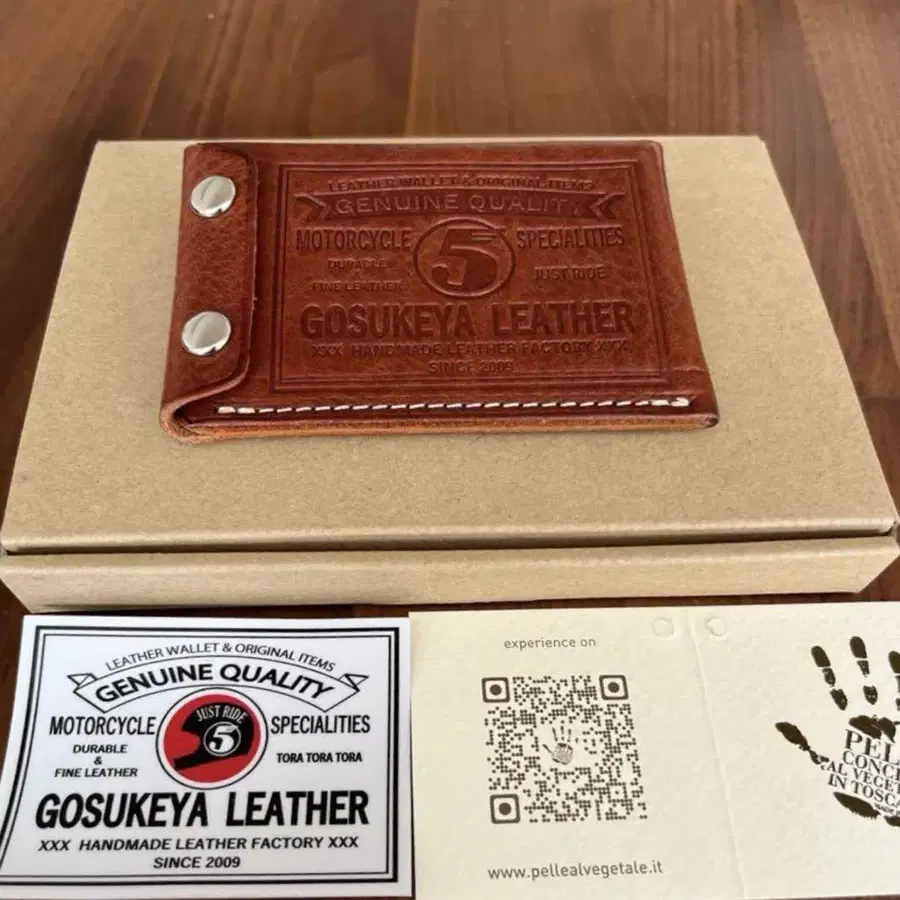 LEATHER WALLET & ORIGINAL ITEMS
GENUINE QUALITY
MOTORCYCLE 5 SPECIALITIES
DURABLE
&
FINE LEATHER
JUST RIDE
GOSUKEYA LEATHER
XXX HANDMADE LEATHER FACTORY XXX
SINCE 2009
LEATHER WALLET & ORIGINAL ITEMS
GENUINE QUALITY
JUST RIDE
MOTORCYCLE 5 SPECIALITIES
DURABLE
&
FINE LEATHER
TORA TORA TORA
GOSUKEYA LEATHER
XXX HANDMADE LEATHER FACTORY XXX
SINCE 2009
experience on
www.pellealvegetale.it
PEL
CONCI
AL VEGET
IN TOSCA
MADE